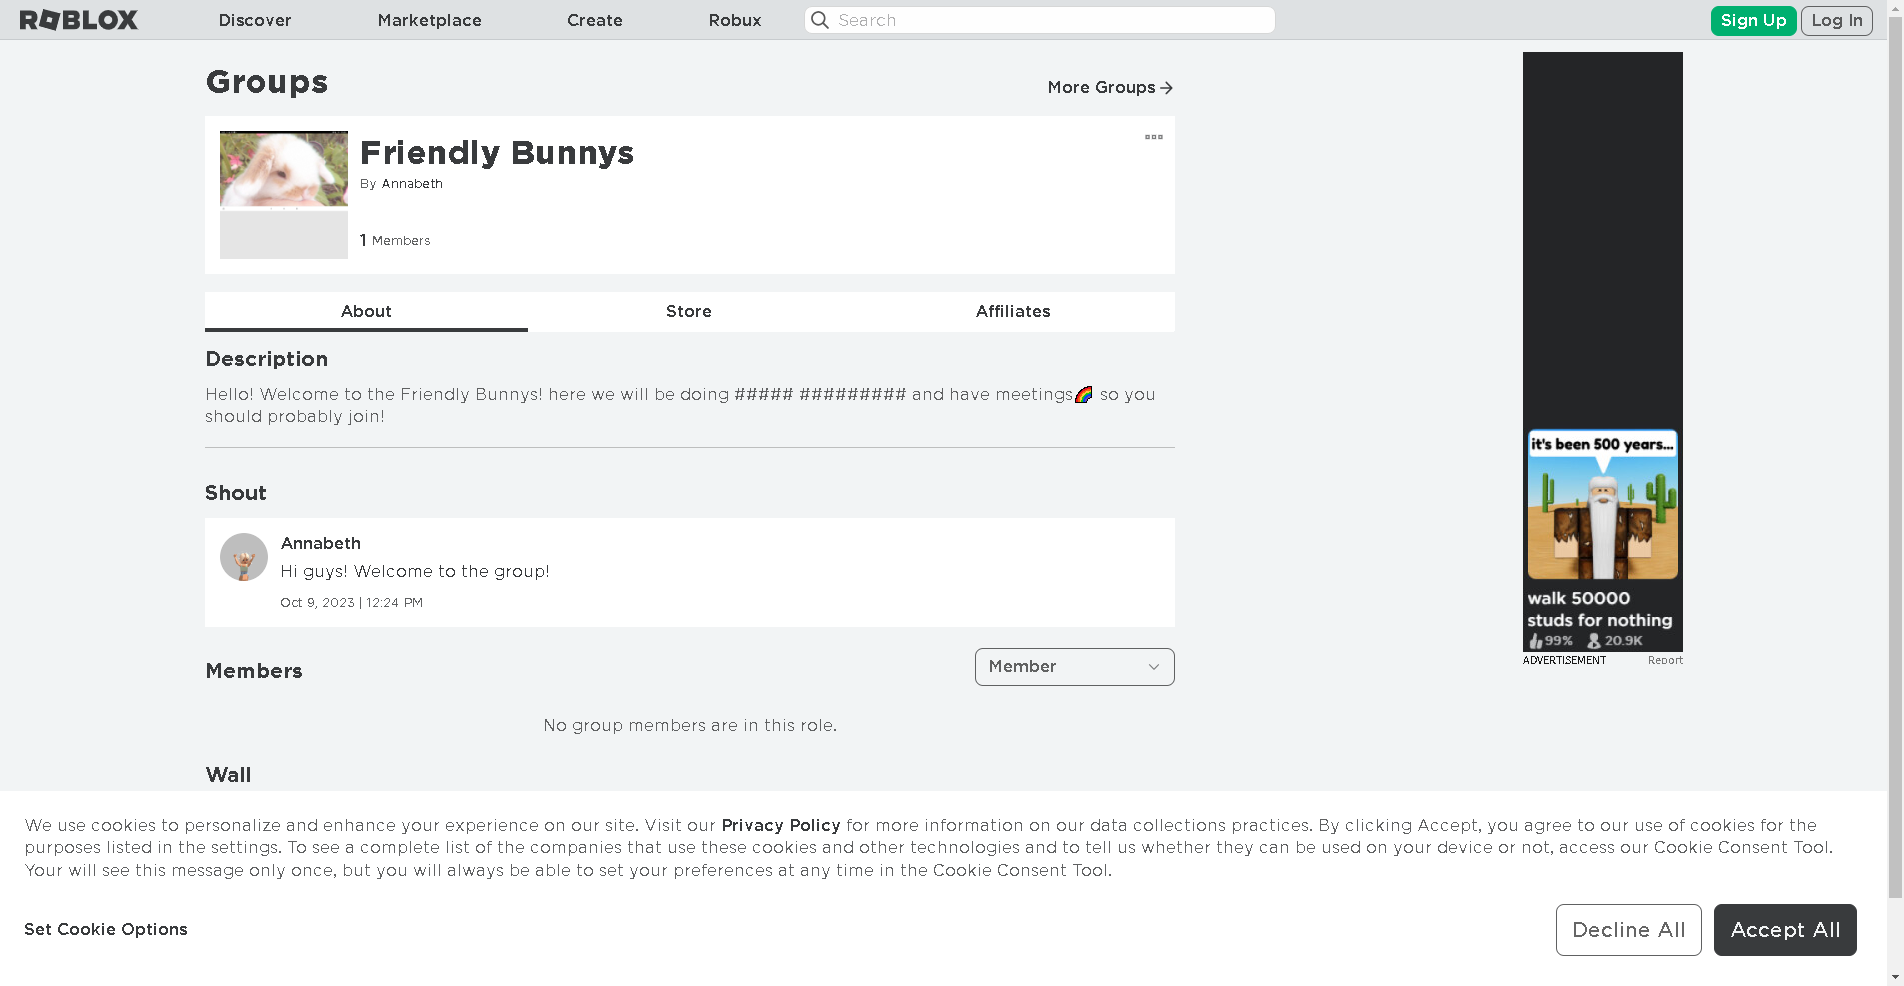 ROBLOX
Discover
Marketplace
Create
Robux
Search
Sign Up
Log In
Groups
More Groups
Friendly Bunnys
By Annabeth
1 Members
About
Store
Affiliates
Description
Hello! Welcome to the Friendly Bunnys! here we will be doing ##### ######### and have meetings🌈 so you
should probably join!
Shout
Annabeth
Hi guys! Welcome to the group!
Oct 9, 2023 | 12:24 PM
Members
Member
No group members are in this role.
Wall
it's been 500 years...
walk 50000
studs for nothing
99% 20.9K
ADVERTISEMENT
Report
We use cookies to personalize and enhance your experience on our site. Visit our Privacy Policy for more information on our data collections practices. By clicking Accept, you agree to our use of cookies for the
purposes listed in the settings. To see a complete list of the companies that use these cookies and other technologies and to tell us whether they can be used on your device or not, access our Cookie Consent Tool.
Your will see this message only once, but you will always be able to set your preferences at any time in the Cookie Consent Tool.
Set Cookie Options
Decline All
Accept All